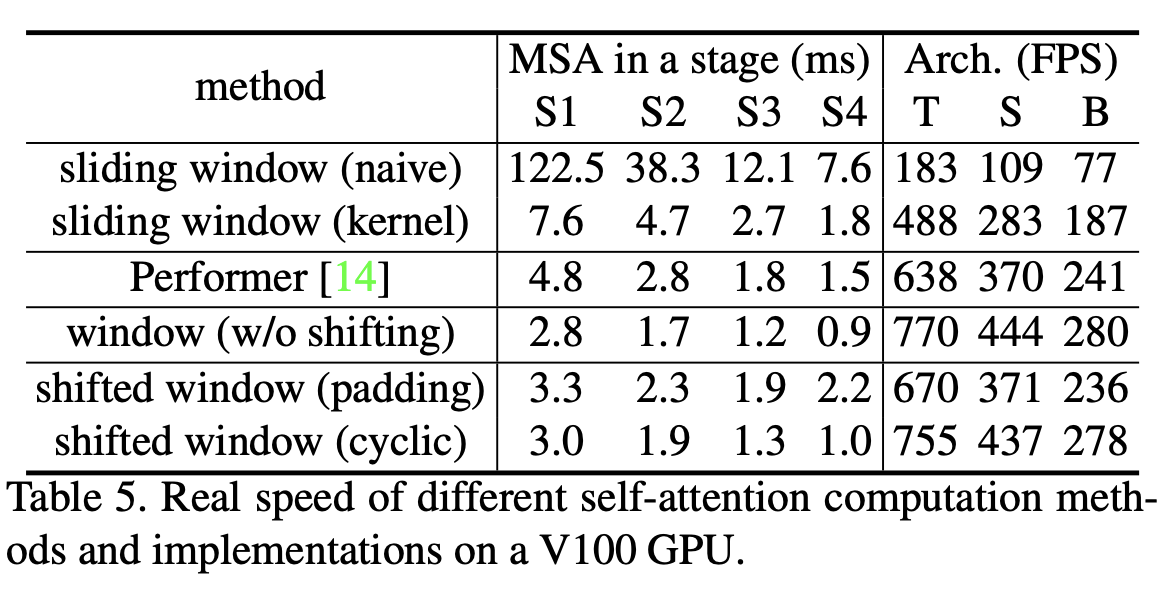 method MSA in a stage (ms) Arch. (FPS)
S1 S2 S3 S4 T S B
sliding window (naive) 122.5 38.3 12.1 7.6 183 109 77
sliding window (kernel) 7.6 4.7 2.7 1.8 488 283 187
Performer [14] 4.8 2.8 1.8 1.5 638 370 241
window (w/o shifting) 2.8 1.7 1.2 0.9 770 444 280
shifted window (padding) 3.3 2.3 1.9 2.2 670 371 236
shifted window (cyclic) 3.0 1.9 1.3 1.0 755 437 278
Table 5. Real speed of different self-attention computation meth-
ods and implementations on a V100 GPU.